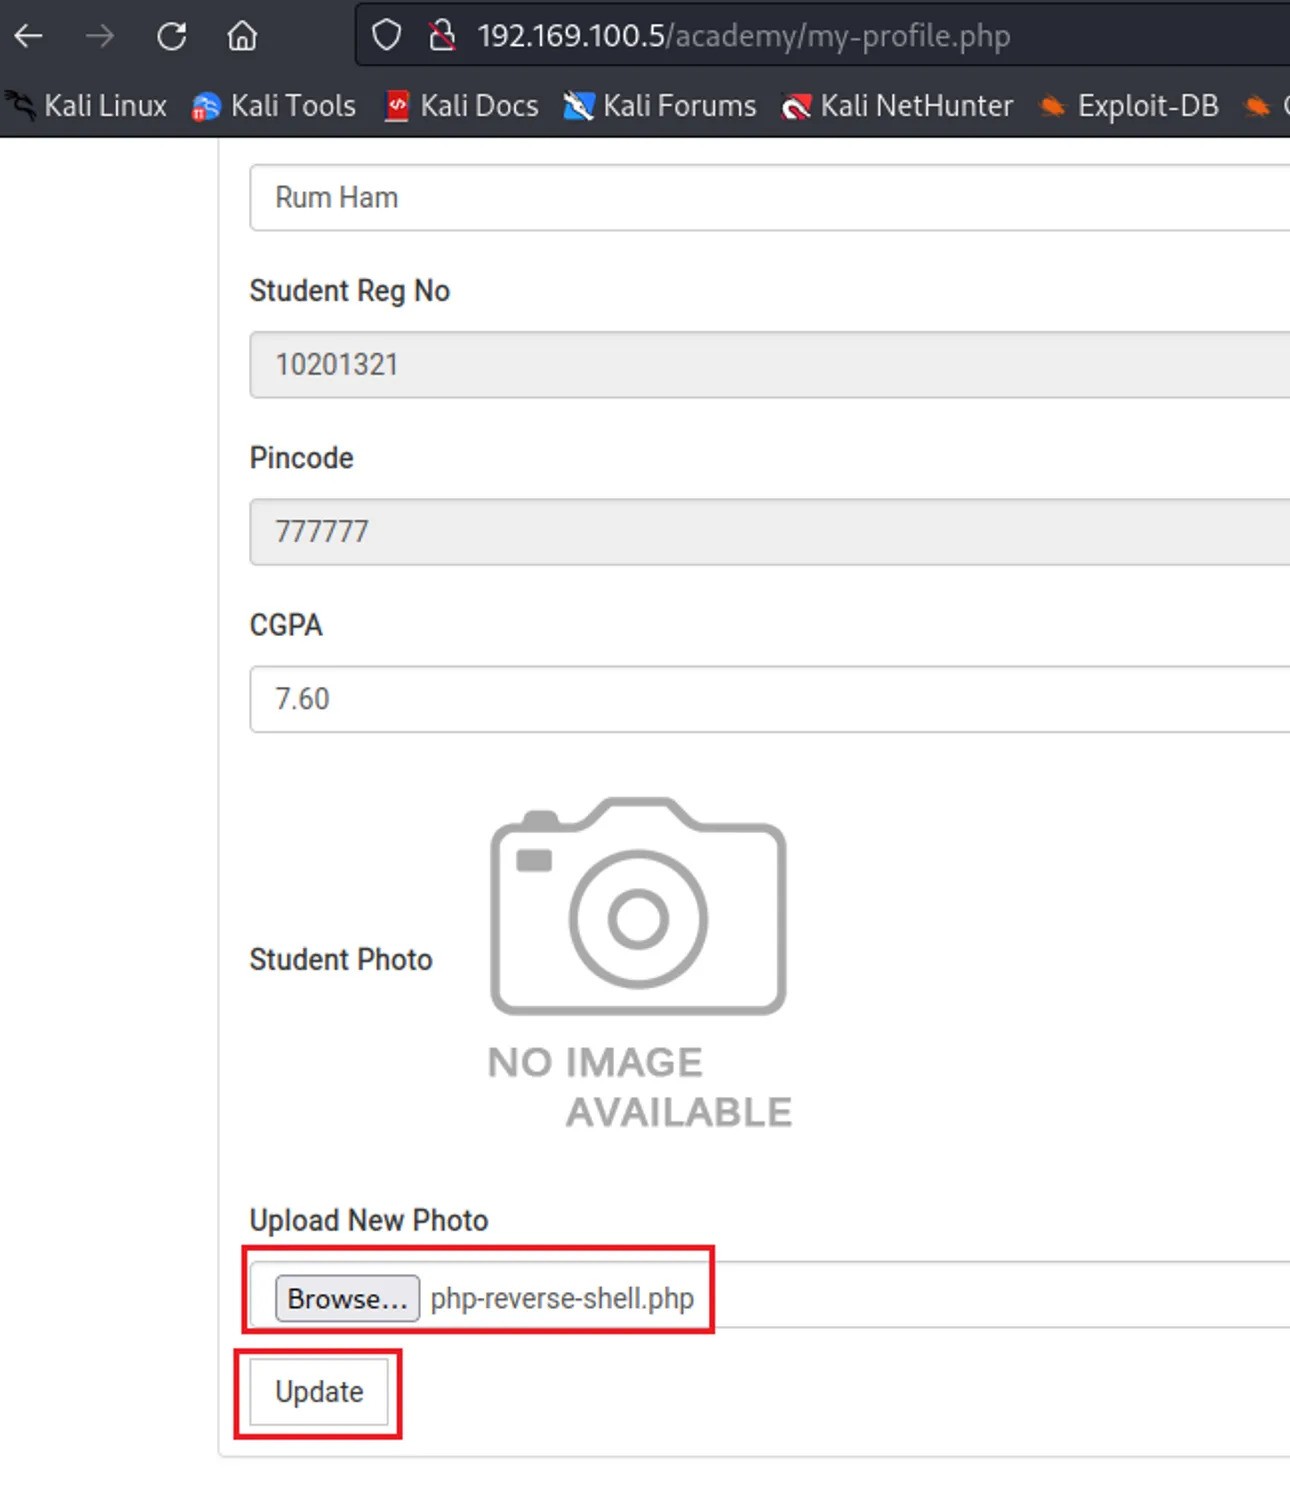 192.169.100.5/academy/my-profile.php
Kali Linux Kali Tools Kali Docs Kali Forums Kali NetHunter Exploit-DB
Rum Ham
Student Reg No
10201321
Pincode
777777
CGPA
7.60
Student Photo
NO IMAGE
AVAILABLE
Upload New Photo
Browse... php-reverse-shell.php
Update